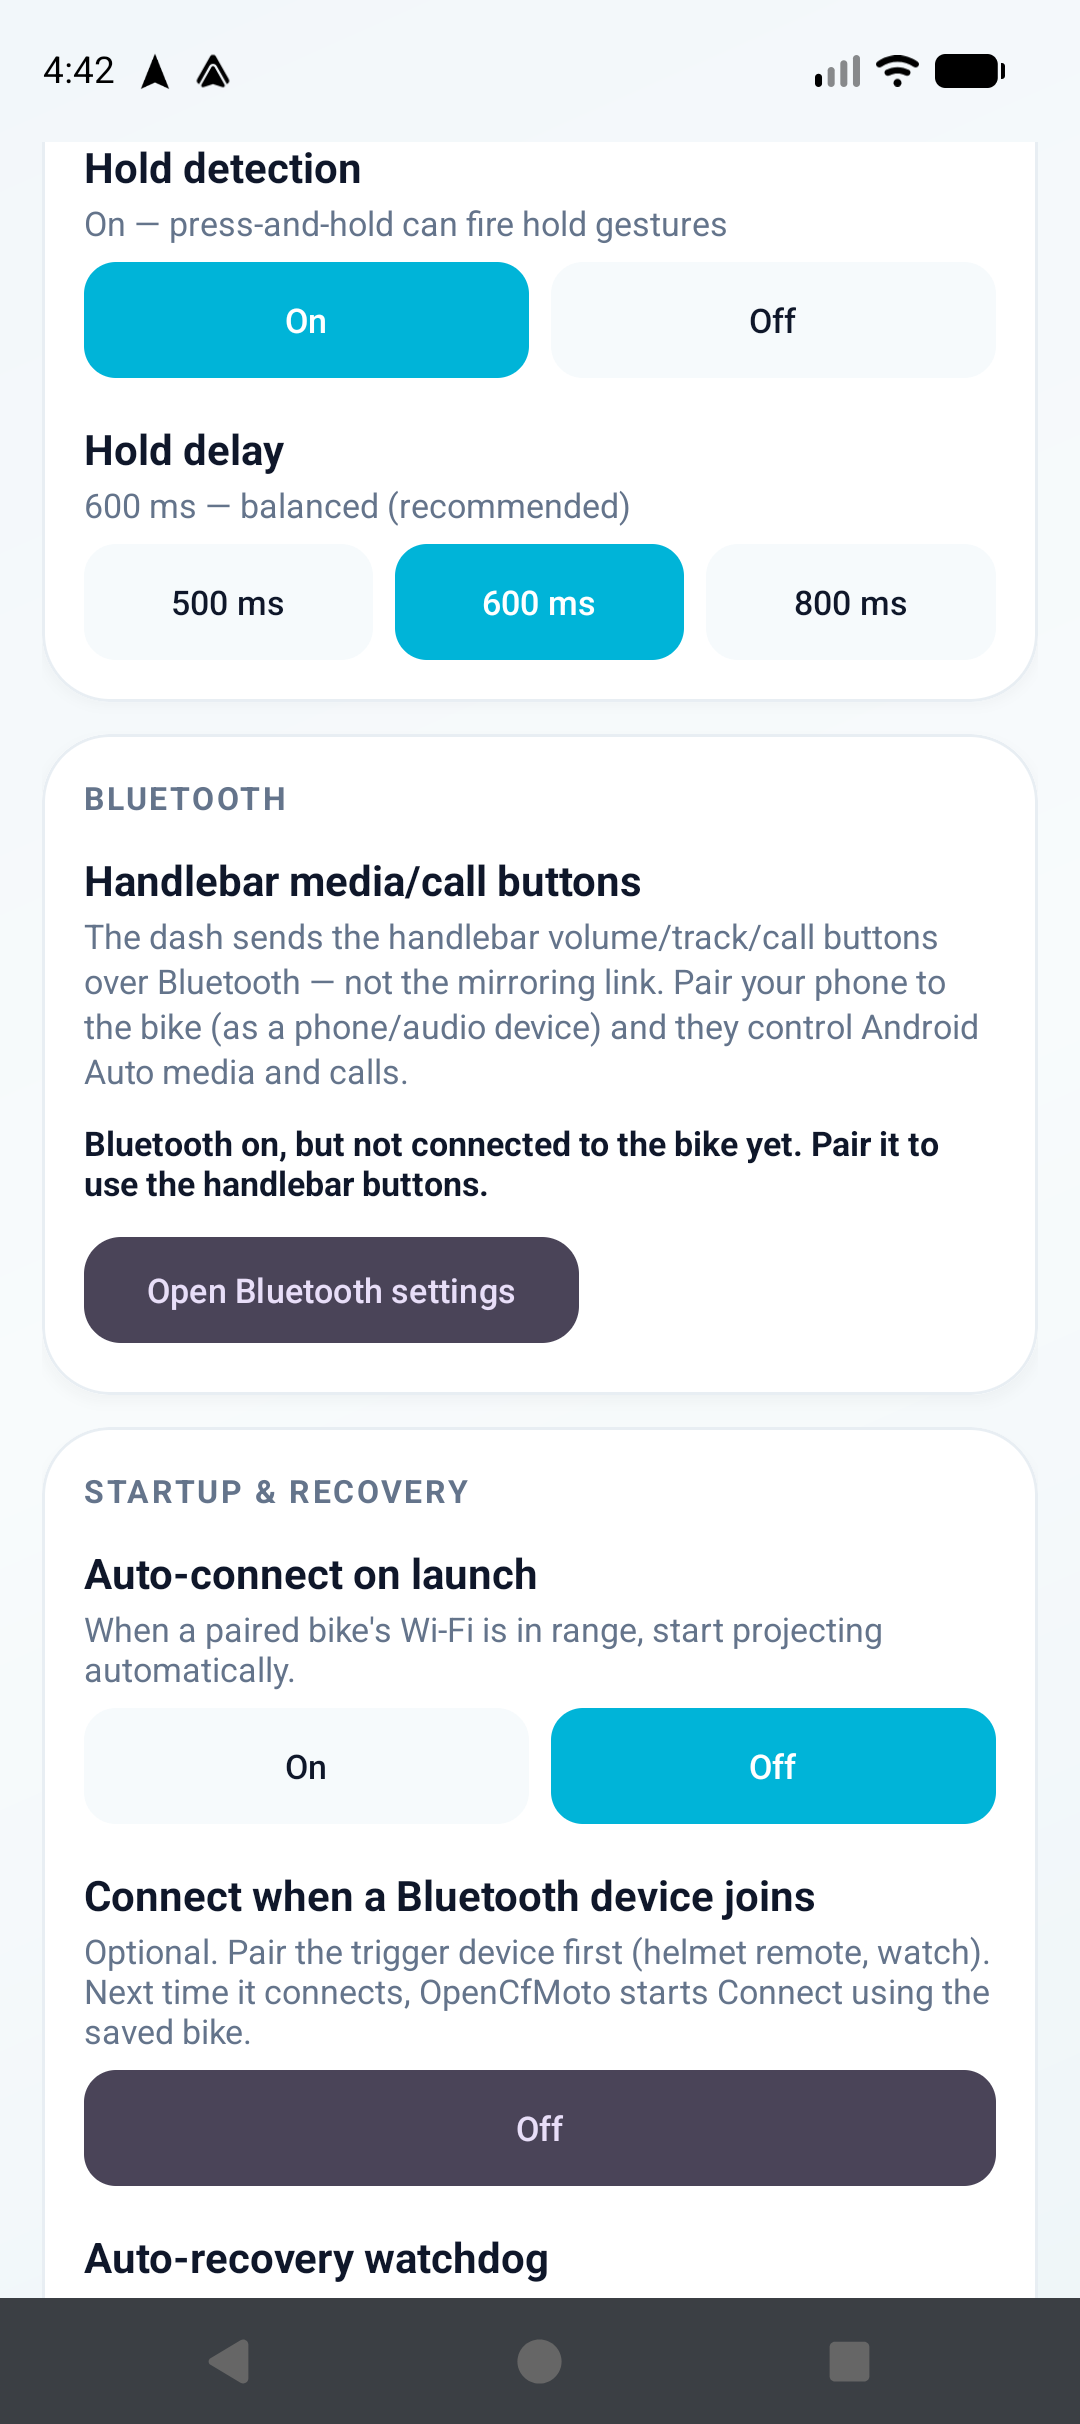 4:42
Hold detection
On — press-and-hold can fire hold gestures
On
Off
Hold delay
600 ms — balanced (recommended)
500 ms
600 ms
800 ms
BLUETOOTH
Handlebar media/call buttons
The dash sends the handlebar volume/track/call buttons
over Bluetooth — not the mirroring link. Pair your phone to
the bike (as a phone/audio device) and they control Android
Auto media and calls.
Bluetooth on, but not connected to the bike yet. Pair it to
use the handlebar buttons.
Open Bluetooth settings
STARTUP & RECOVERY
Auto-connect on launch
When a paired bike's Wi-Fi is in range, start projecting
automatically.
On
Off
Connect when a Bluetooth device joins
Optional. Pair the trigger device first (helmet remote, watch).
Next time it connects, OpenCfMoto starts Connect using the
saved bike.
Off
Auto-recovery watchdog